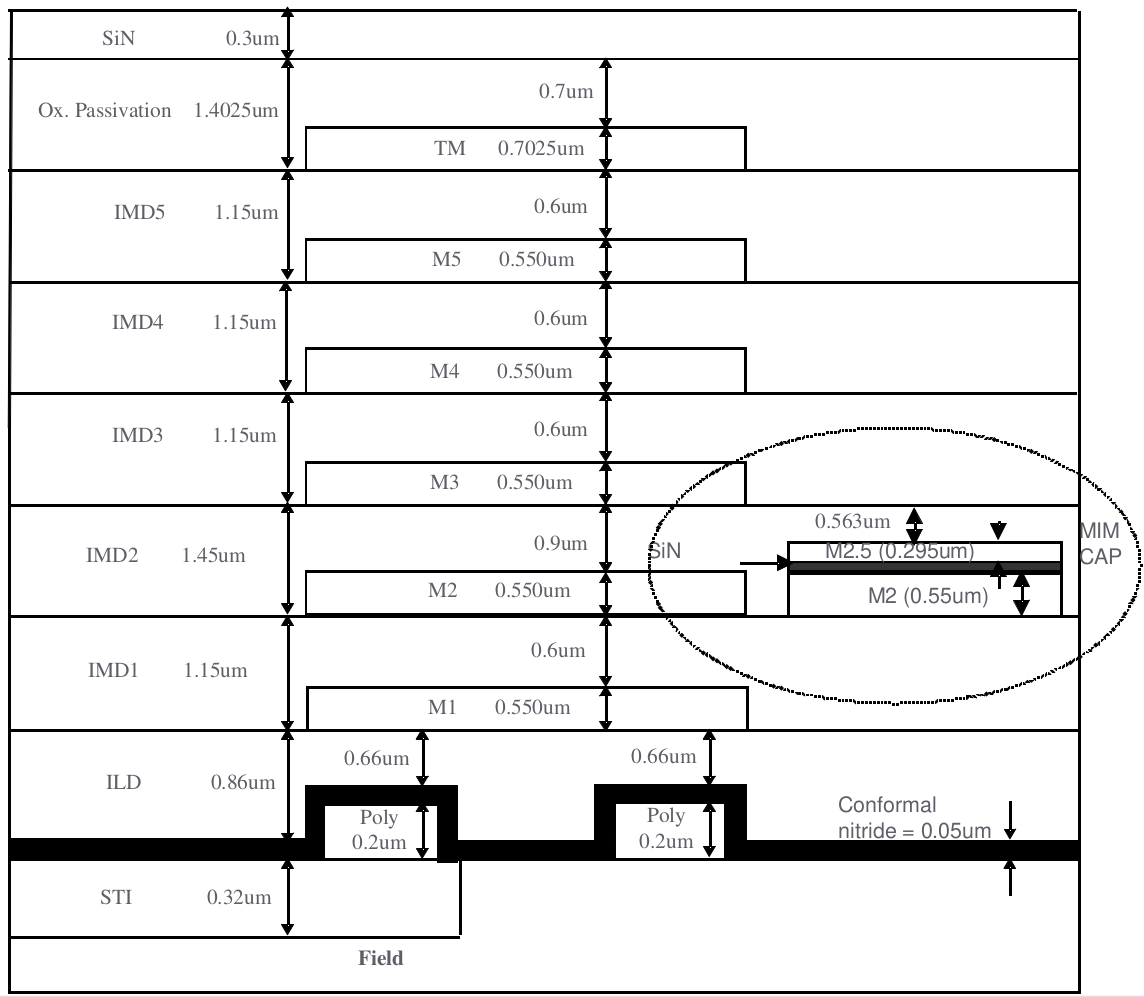 SiN 0.3um
0.7um
Ox. Passivation 1.4025um
TM 0.7025um
IMD5 1.15um
0.6um
M5 0.550um
IMD4 1.15um
0.6um
M4 0.550um
IMD3 1.15um
0.6um
M3 0.550um
0.563um
MIM
CAP
IMD2 1.45um
0.9um
SiN
M2.5 (0.295um)
M2 0.550um
M2 (0.55um)
IMD1 1.15um
0.6um
M1 0.550um
0.66um
0.66um
ILD 0.86um
Poly
0.2um
Poly
0.2um
Conformal
nitride = 0.05um
STI 0.32um
Field